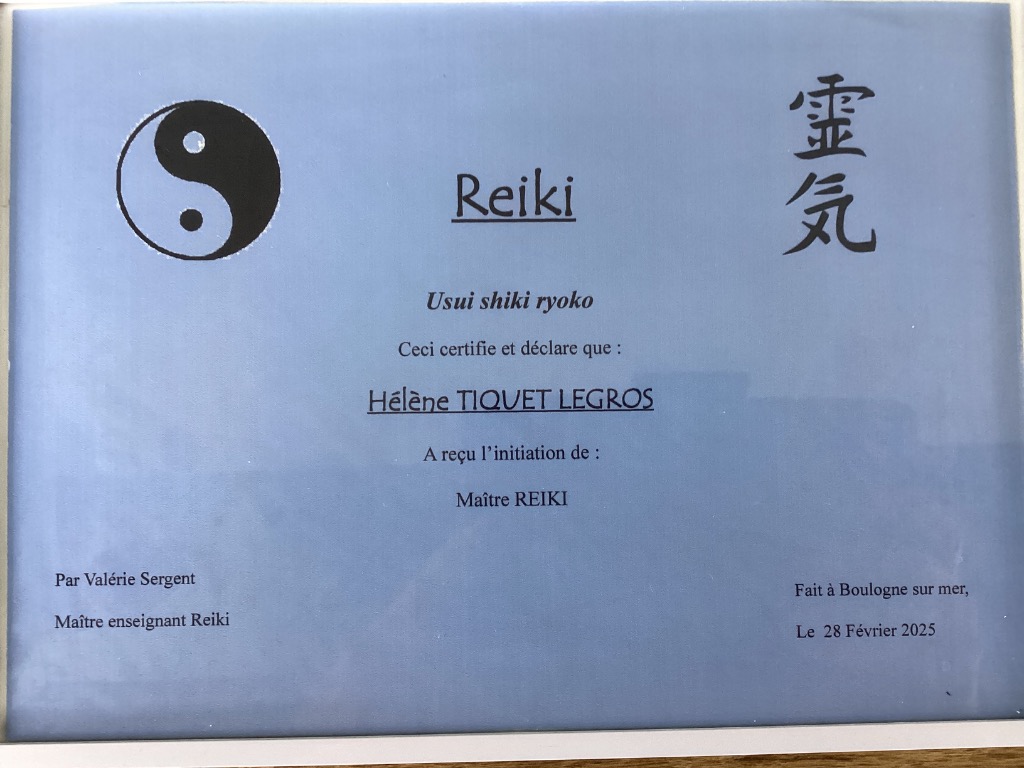 霊気
Reiki
Usui shiki ryoko
Ceci certifie et déclare que :
Hélène TIQUET LEGROS
A reçu l’initiation de :
Maître REIKI
Par Valérie Sergent
Maître enseignant Reiki
Fait à Boulogne sur mer,
Le 28 Février 2025